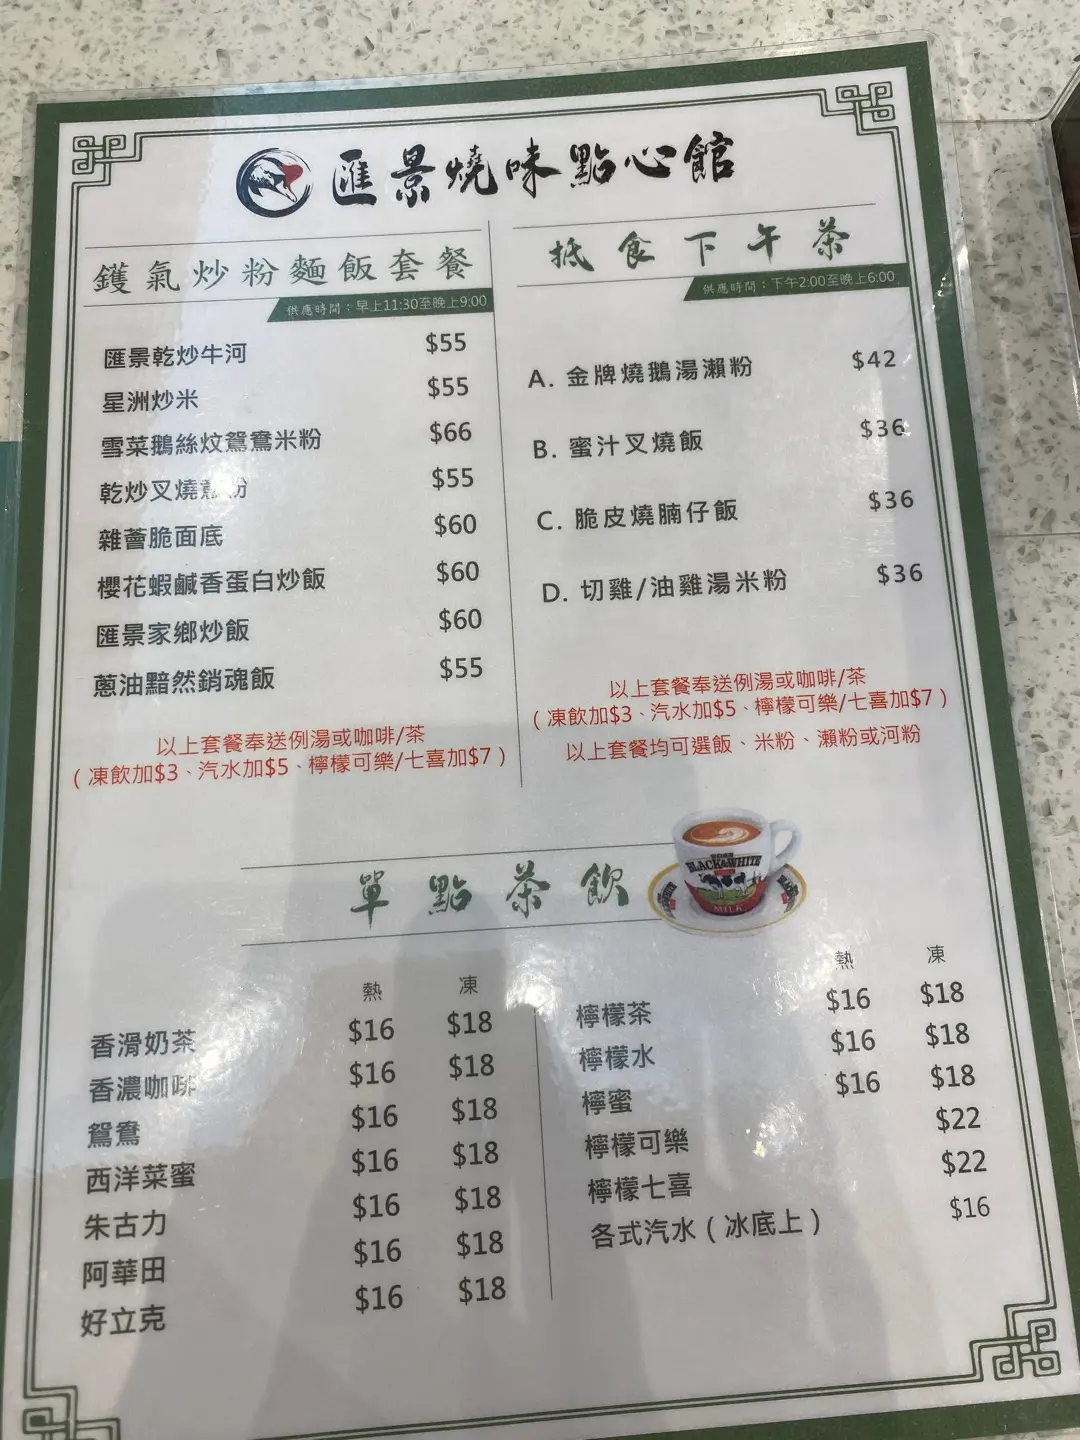 匯景燒味點心館
鑊氣炒粉麵飯套餐
供應時間：早上11:30至晚上9:00
匯景乾炒牛河 $55
星洲炒米 $55
雪菜鵝絲炆鴛鴦米粉 $66
乾炒叉燒意粉 $55
雜薈脆面底 $60
櫻花蝦鹹香蛋白炒飯 $60
匯景家鄉炒飯 $60
蔥油黯然銷魂飯 $55
以上套餐奉送例湯或咖啡/茶
（凍飲加$3、汽水加$5、檸檬可樂/七喜加$7）
抵食下午茶
供應時間：下午2:00至晚上6:00
A. 金牌燒鵝湯瀨粉 $42
B. 蜜汁叉燒飯 $36
C. 脆皮燒腩仔飯 $36
D. 切雞/油雞湯米粉 $36
以上套餐奉送例湯或咖啡/茶
（凍飲加$3、汽水加$5、檸檬可樂/七喜加$7）
以上套餐均可選飯、米粉、瀨粉或河粉
單點茶飲
BLACK&WHITE
MILK
熱 凍
香滑奶茶 $16 $18
香濃咖啡 $16 $18
鴛鴦 $16 $18
西洋菜蜜 $16 $18
朱古力 $16 $18
阿華田 $16 $18
好立克 $16 $18
熱 凍
檸檬茶 $16 $18
檸檬水 $16 $18
檸蜜 $16 $18
檸檬可樂 $22
檸檬七喜 $22
各式汽水（冰底上） $16